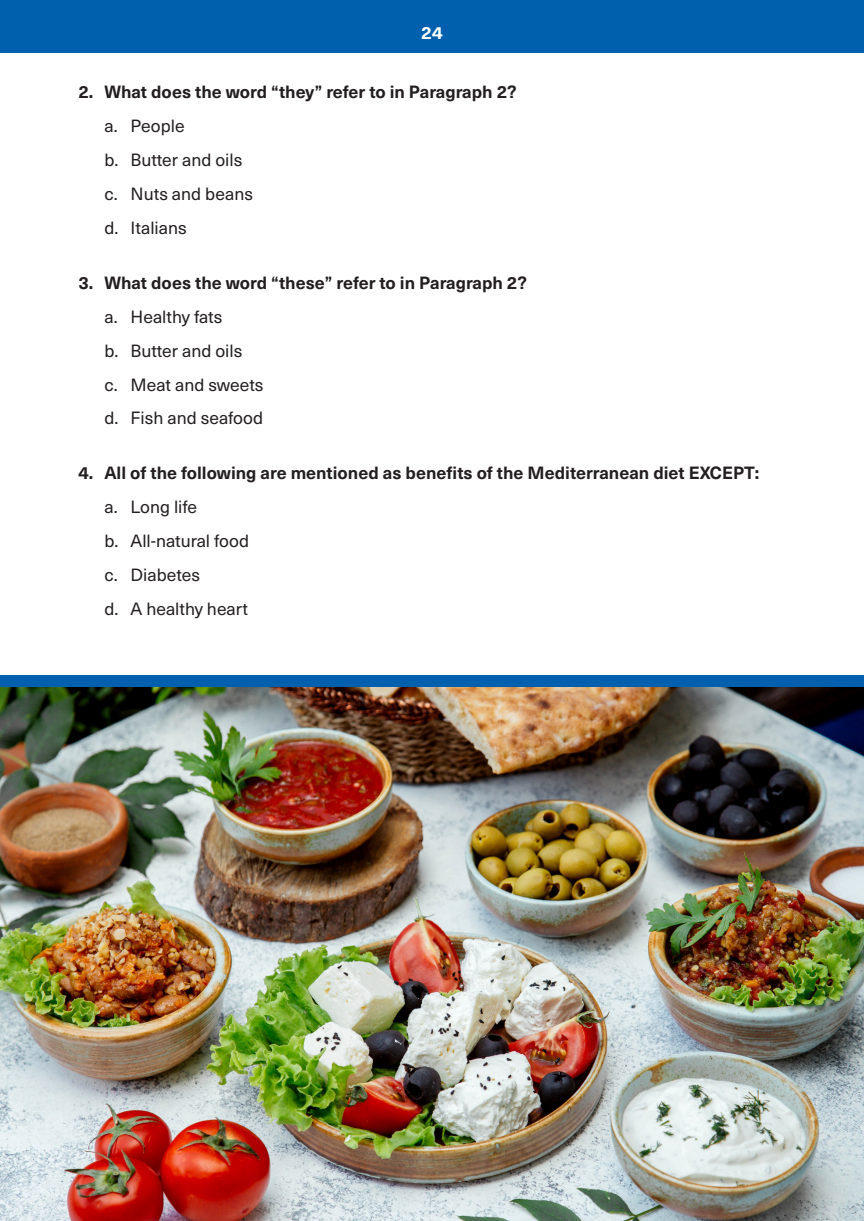 24
2. What does the word “they” refer to in Paragraph 2?
a. People
b. Butter and oils
c. Nuts and beans
d. Italians
3. What does the word “these” refer to in Paragraph 2?
a. Healthy fats
b. Butter and oils
c. Meat and sweets
d. Fish and seafood
4. All of the following are mentioned as benefits of the Mediterranean diet EXCEPT:
a. Long life
b. All-natural food
c. Diabetes
d. A healthy heart